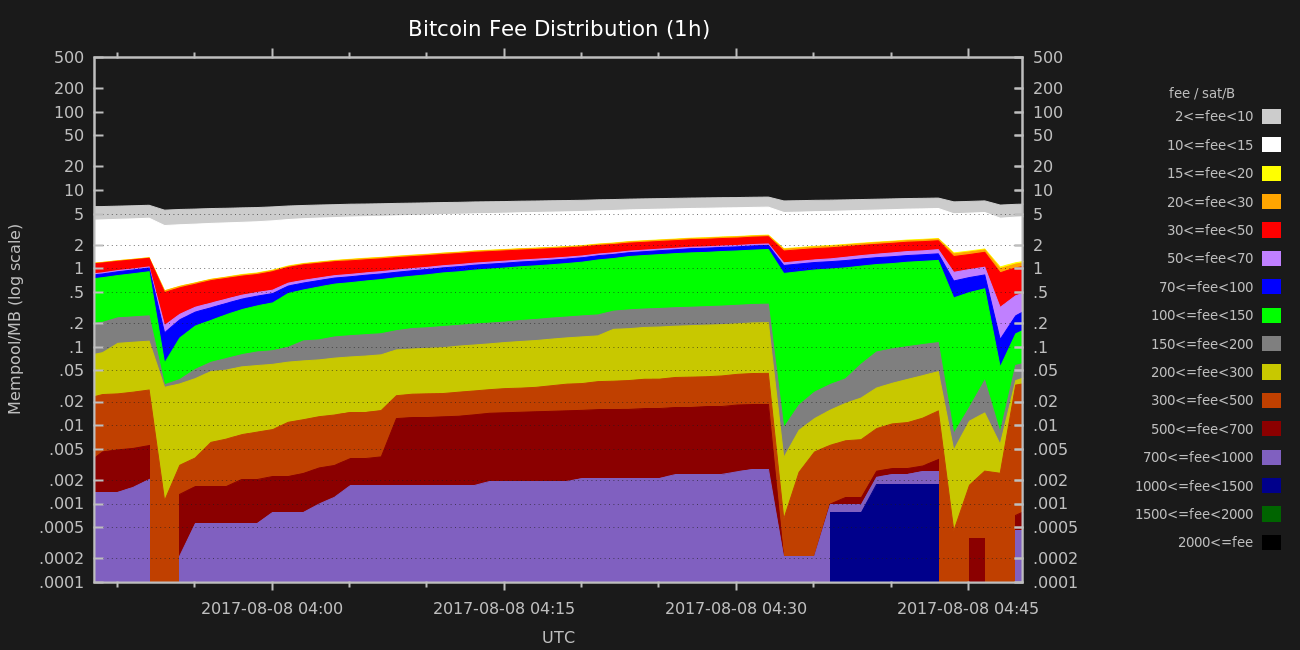 Bitcoin Fee Distribution (1h)
500
200
100
50
20
10
5
2
1
.5
.2
.1
.05
.02
.01
.005
.002
.001
.0005
.0002
.0001
Mempool/MB (log scale)
500
200
100
50
20
10
5
2
1
.5
.2
.1
.05
.02
.01
.005
.002
.001
.0005
.0002
.0001
2017-08-08 04:00
2017-08-08 04:15
2017-08-08 04:30
2017-08-08 04:45
UTC
fee / sat/B
2<=fee<10
10<=fee<15
15<=fee<20
20<=fee<30
30<=fee<50
50<=fee<70
70<=fee<100
100<=fee<150
150<=fee<200
200<=fee<300
300<=fee<500
500<=fee<700
700<=fee<1000
1000<=fee<1500
1500<=fee<2000
2000<=fee